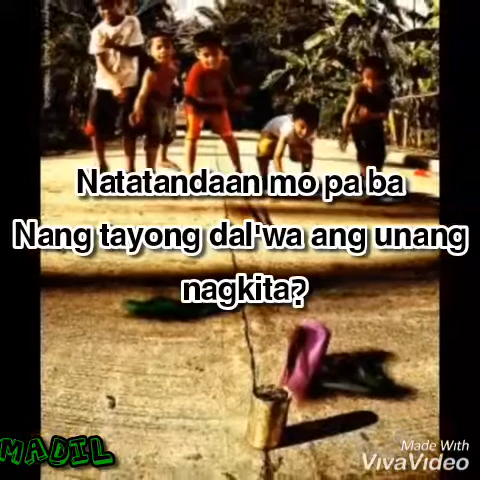 Natatandaan mo pa ba
Nang tayong dal'wa ang unang
nagkita?
MADIL
Made With
VivaVideo